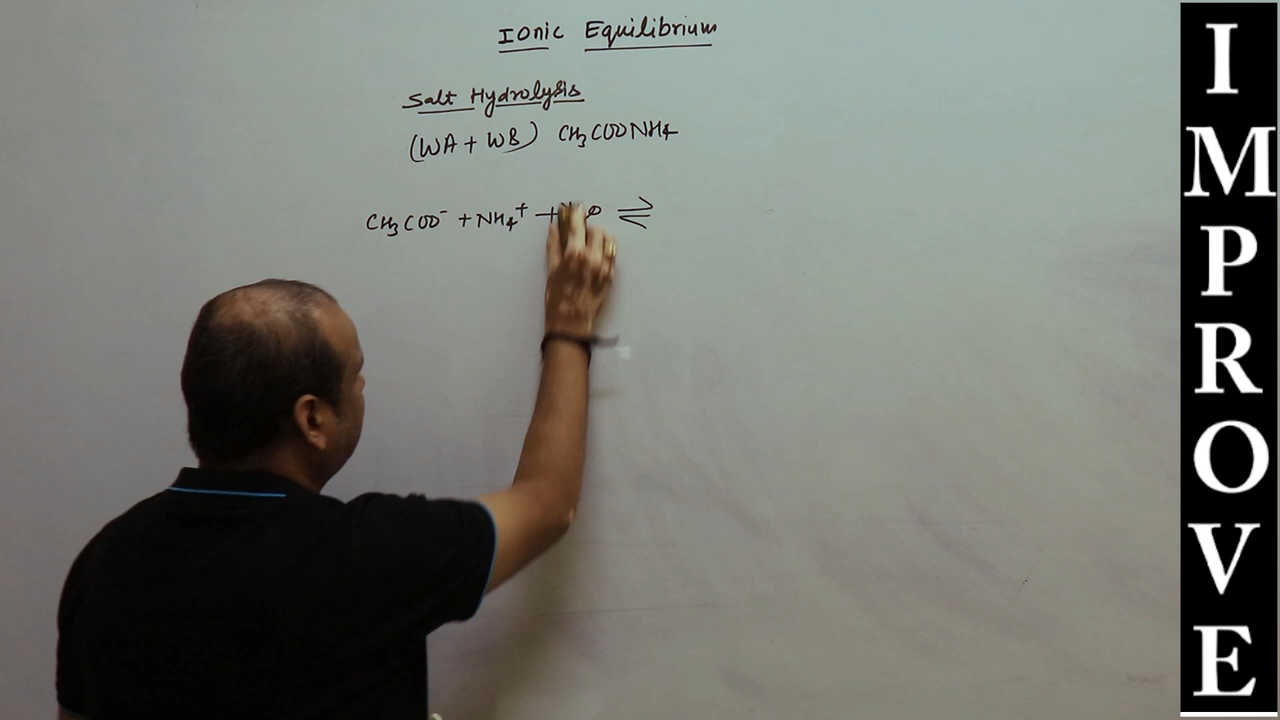 Ionic Equilibrium
Salt Hydrolysis
(WA + WB) CH3COONH4
CH3COO⁻ + NH4⁺ + ⇌
IMPROVE